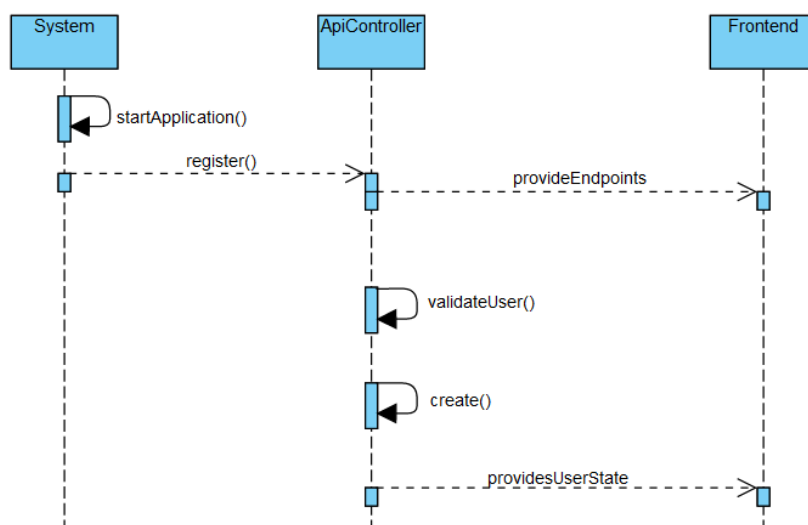 System
ApiController
Frontend
startApplication()
register()
provideEndpoints
validateUser()
create()
providesUserState